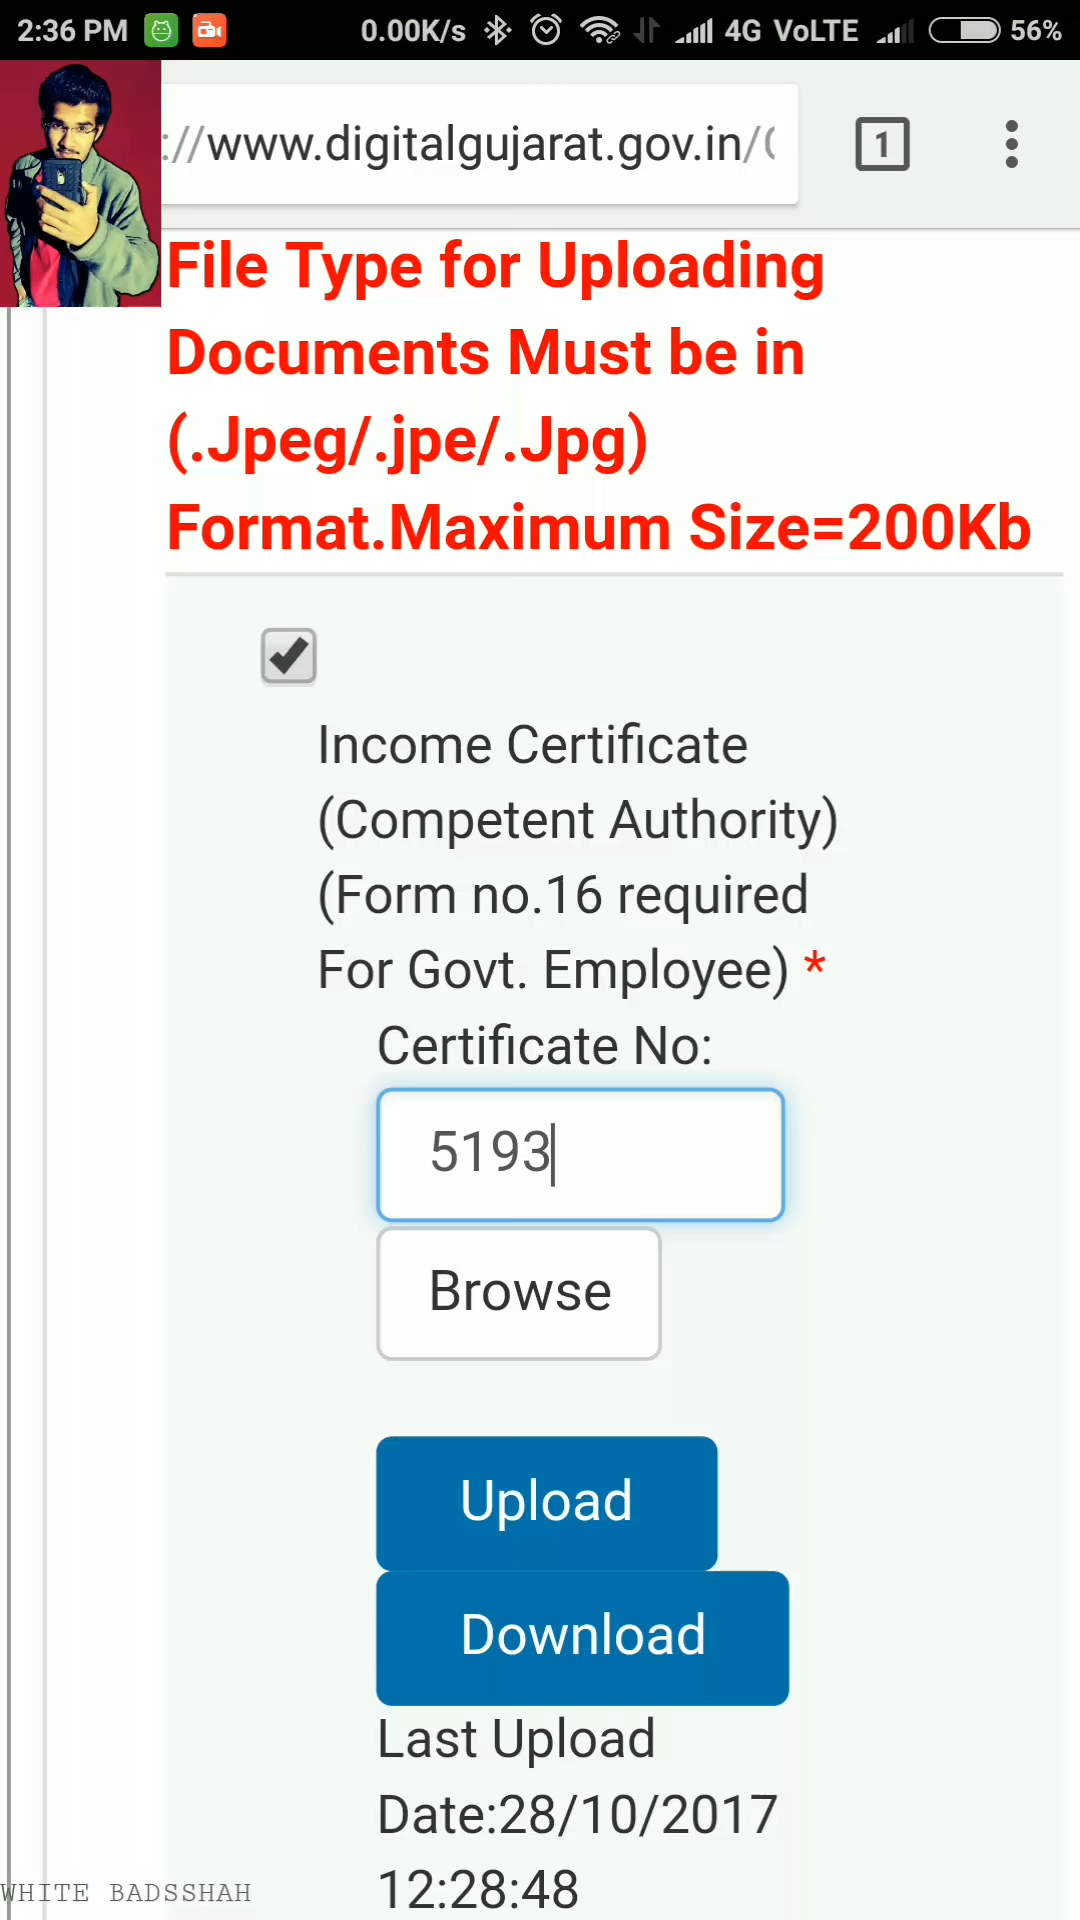 2:36 PM 0.00K/s 4G VoLTE 56%
://www.digitalgujarat.gov.in/
1
File Type for Uploading
Documents Must be in
(.Jpeg/.jpe/.Jpg)
Format.Maximum Size=200Kb
Income Certificate
(Competent Authority)
(Form no.16 required
For Govt. Employee) *
Certificate No:
5193
Browse
Upload
Download
Last Upload
Date:28/10/2017
12:28:48
WHITE BADSSHAH